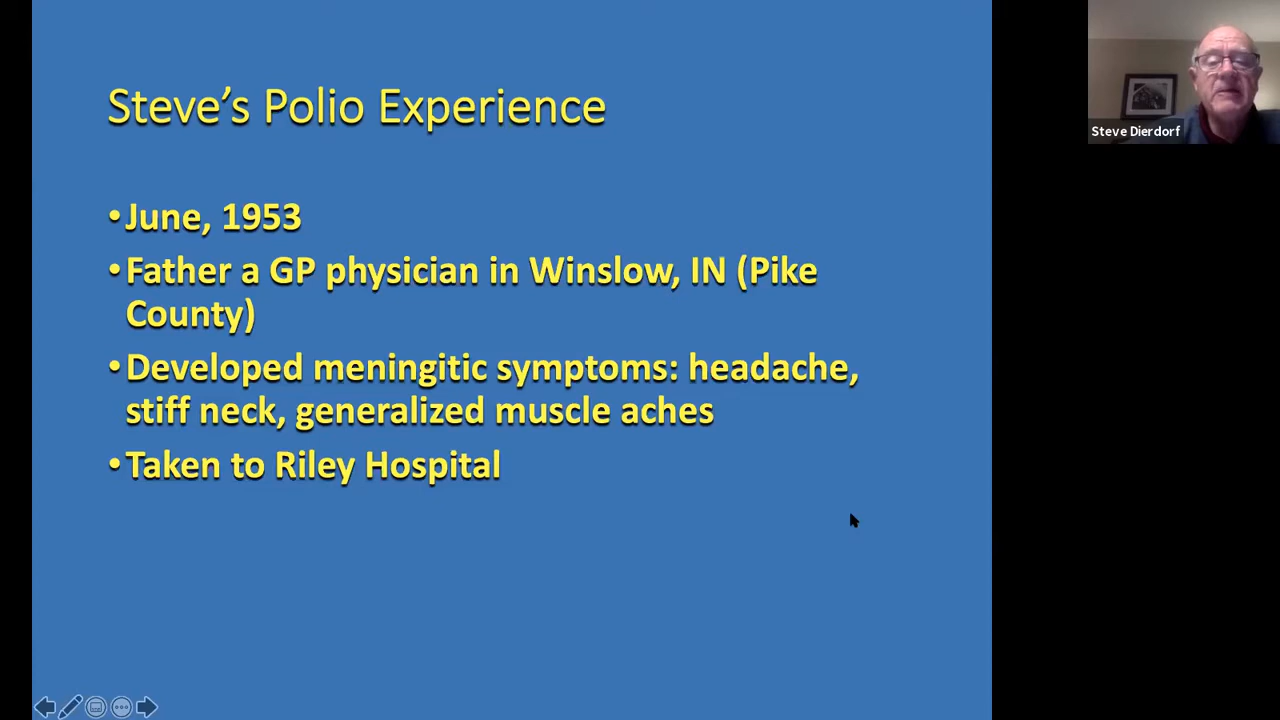 Steve’s Polio Experience
•June, 1953
•Father a GP physician in Winslow, IN (Pike
County)
•Developed meningitic symptoms: headache,
stiff neck, generalized muscle aches
•Taken to Riley Hospital
Steve Dierdorf